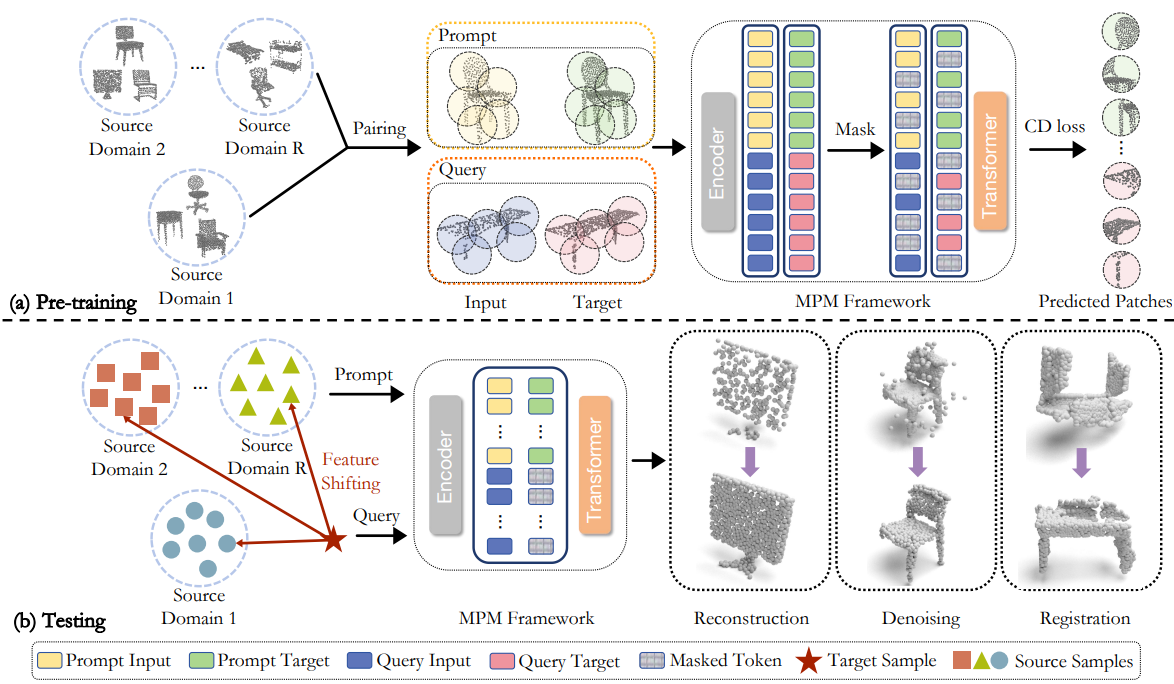 Source
Domain 2
...
Source
Domain R
Source
Domain 1
Pairing
Prompt
Query
Input
Target
Encoder
Mask
Transformer
MPM Framework
CD loss
...
Predicted Patches
(a) Pre-training
Source
Domain 2
...
Source
Domain R
Source
Domain 1
Feature
Shifting
Prompt
Query
Encoder
...
...
...
...
Transformer
MPM Framework
Reconstruction
Denoising
Registration
(b) Testing
Prompt Input
Prompt Target
Query Input
Query Target
Masked Token
Target Sample
Source Samples